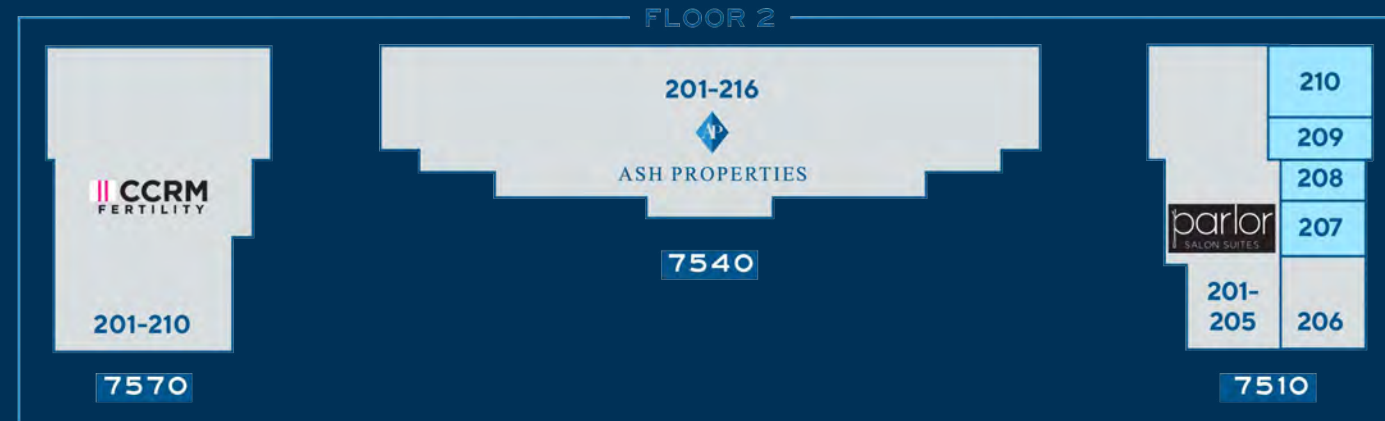 FLOOR 2
CCRM
FERTILITY
201-210
7570
201-216
AP
ASH PROPERTIES
7540
210
209
208
207
parlor
SALON SUITES
201-
205
206
7510